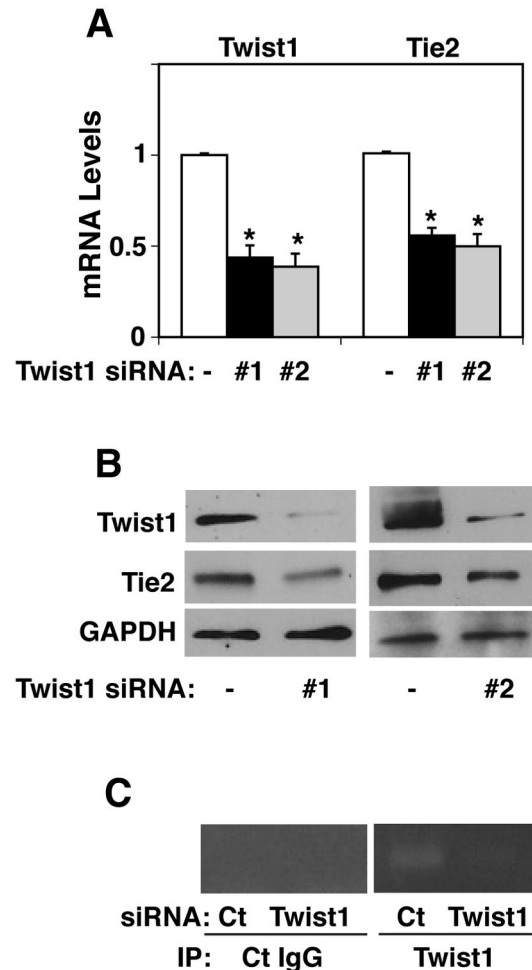 A
Twist1 Tie2
mRNA Levels
1
0.5
0
* * * *
Twist1 siRNA: - #1 #2 - #1 #2
B
Twist1
Tie2
GAPDH
Twist1 siRNA: - #1 - #2
C
siRNA: Ct Twist1 Ct Twist1
IP: Ct IgG Twist1